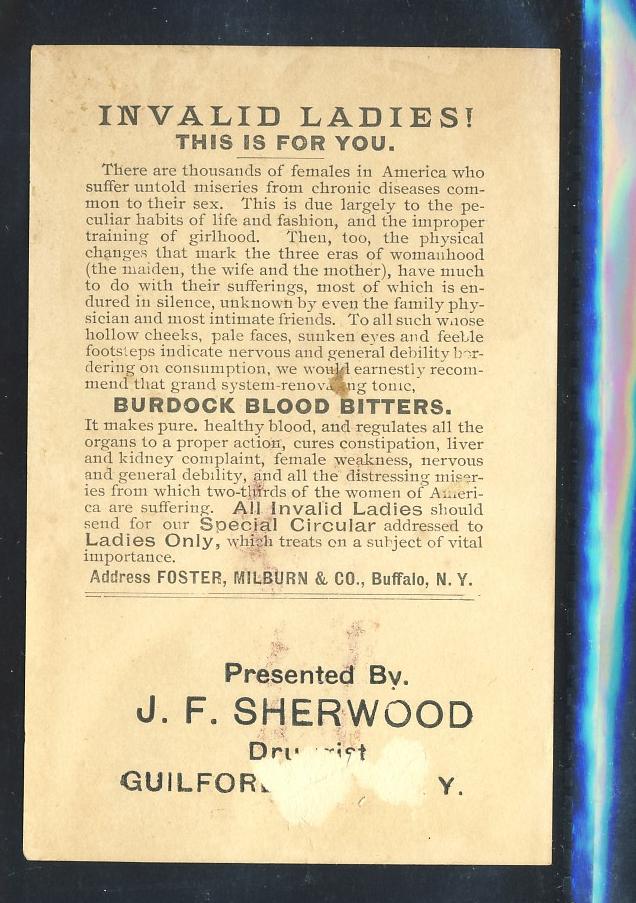 INVALID LADIES!
THIS IS FOR YOU.
There are thousands of females in America who
suffer untold miseries from chronic diseases com-
mon to their sex. This is due largely to the pe-
culiar habits of life and fashion, and the improper
training of girlhood. Then, too, the physical
changes that mark the three eras of womanhood
(the maiden, the wife and the mother), have much
to do with their sufferings, most of which is en-
dured in silence, unknown by even the family phy-
sician and most intimate friends. To all such whose
hollow cheeks, pale faces, sunken eyes and feeble
footsteps indicate nervous and general debility bor-
dering on consumption, we would earnestly recom-
mend that grand system-renovating tonic,
BURDOCK BLOOD BITTERS.
It makes pure. healthy blood, and regulates all the
organs to a proper action, cures constipation, liver
and kidney complaint, female weakness, nervous
and general debility, and all the distressing miser-
ies from which two-thirds of the women of Ameri-
ca are suffering. All Invalid Ladies should
send for our Special Circular addressed to
Ladies Only, which treats on a subject of vital
importance.
Address FOSTER, MILBURN & CO., Buffalo, N. Y.
Presented By.
J. F. SHERWOOD
Druggist
GUILFOR Y.